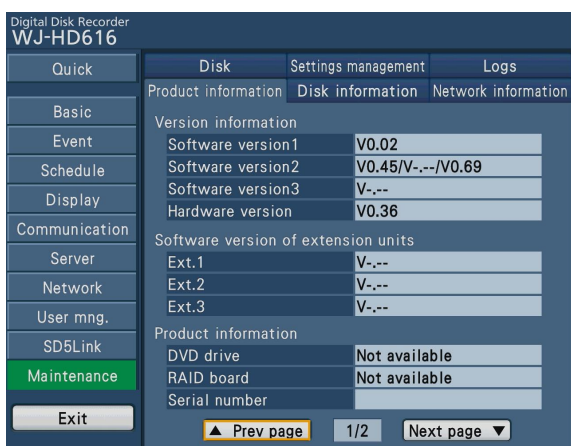 Digital Disk Recorder
WJ-HD616
Quick
Basic
Event
Schedule
Display
Communication
Server
Network
User mng.
SD5Link
Maintenance
Exit
Disk Settings management Logs
Product information Disk information Network information
Version information
Software version1 V0.02
Software version2 V0.45/V-.--/V0.69
Software version3 V-.--
Hardware version V0.36
Software version of extension units
Ext.1 V-.--
Ext.2 V-.--
Ext.3 V-.--
Product information
DVD drive Not available
RAID board Not available
Serial number
▲ Prev page 1/2 Next page ▼